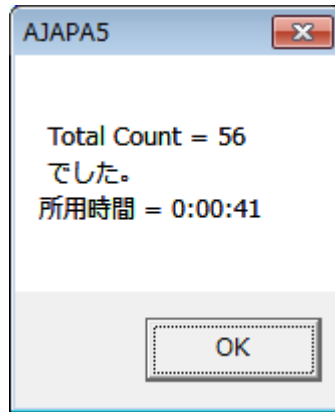 AJAPA5
Total Count = 56
でした。
所用時間 = 0:00:41
OK